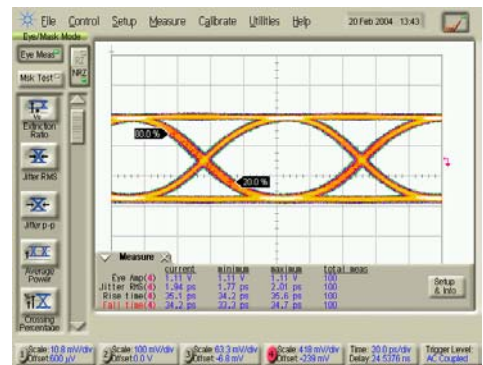 File Control Setup Measure Calibrate Utilities Help 20 Feb 2004 13:43
Eye/Mask Mode
Eye Meas
NRZ
Msk Test
Extinction
Ratio
Jitter RMS
Jitter p-p
Average
Power
Crossing
Percentage
80.0 %
20.0 %
Measure
current minimum maximum total meas
Eye Amp(4) 1.11 V 1.11 V 1.11 V 100
Jitter RMS(4) 1.94 ps 1.77 ps 2.01 ps 100
Rise time(4) 35.1 ps 34.2 ps 35.6 ps 100
Fall time(4) 34.2 ps 33.3 ps 34.7 ps 100
Setup
& Info
1 Scale: 10.8 mV/div
Offset: 600 µV
2 Scale: 100 mV/div
Offset: 0.0 V
3 Scale: 63.3 mV/div
Offset: -6.8 mV
4 Scale: 418 mV/div
Offset: -239 mV
Time: 20.0 ps/div
Delay: 24.5376 ns
Trigger Level:
AC Coupled